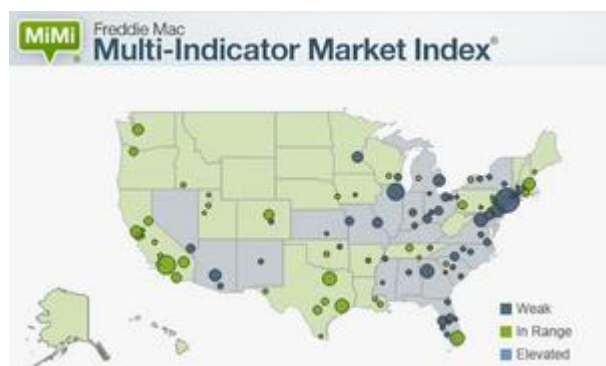 MiMi
Freddie Mac
Multi-Indicator Market Index®
Weak
In Range
Elevated